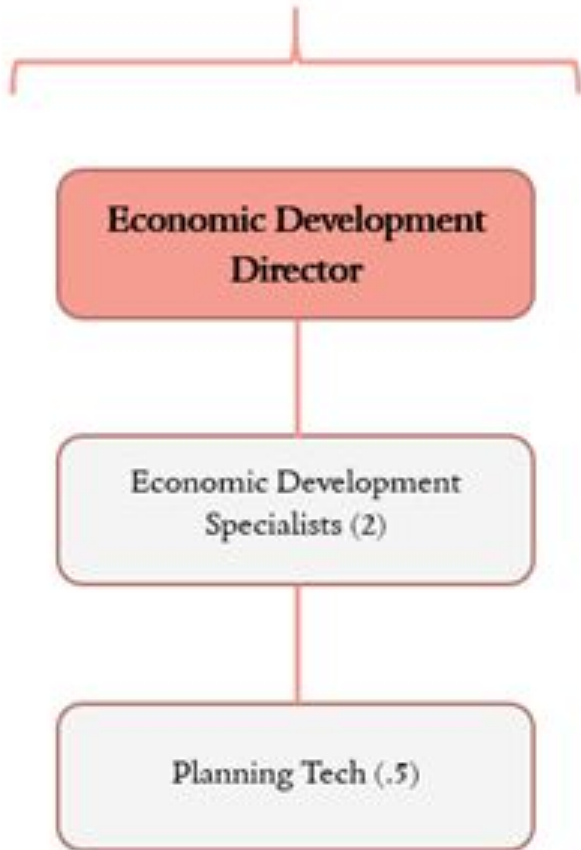 Economic Development
Director
Economic Development
Specialists (2)
Planning Tech (.5)